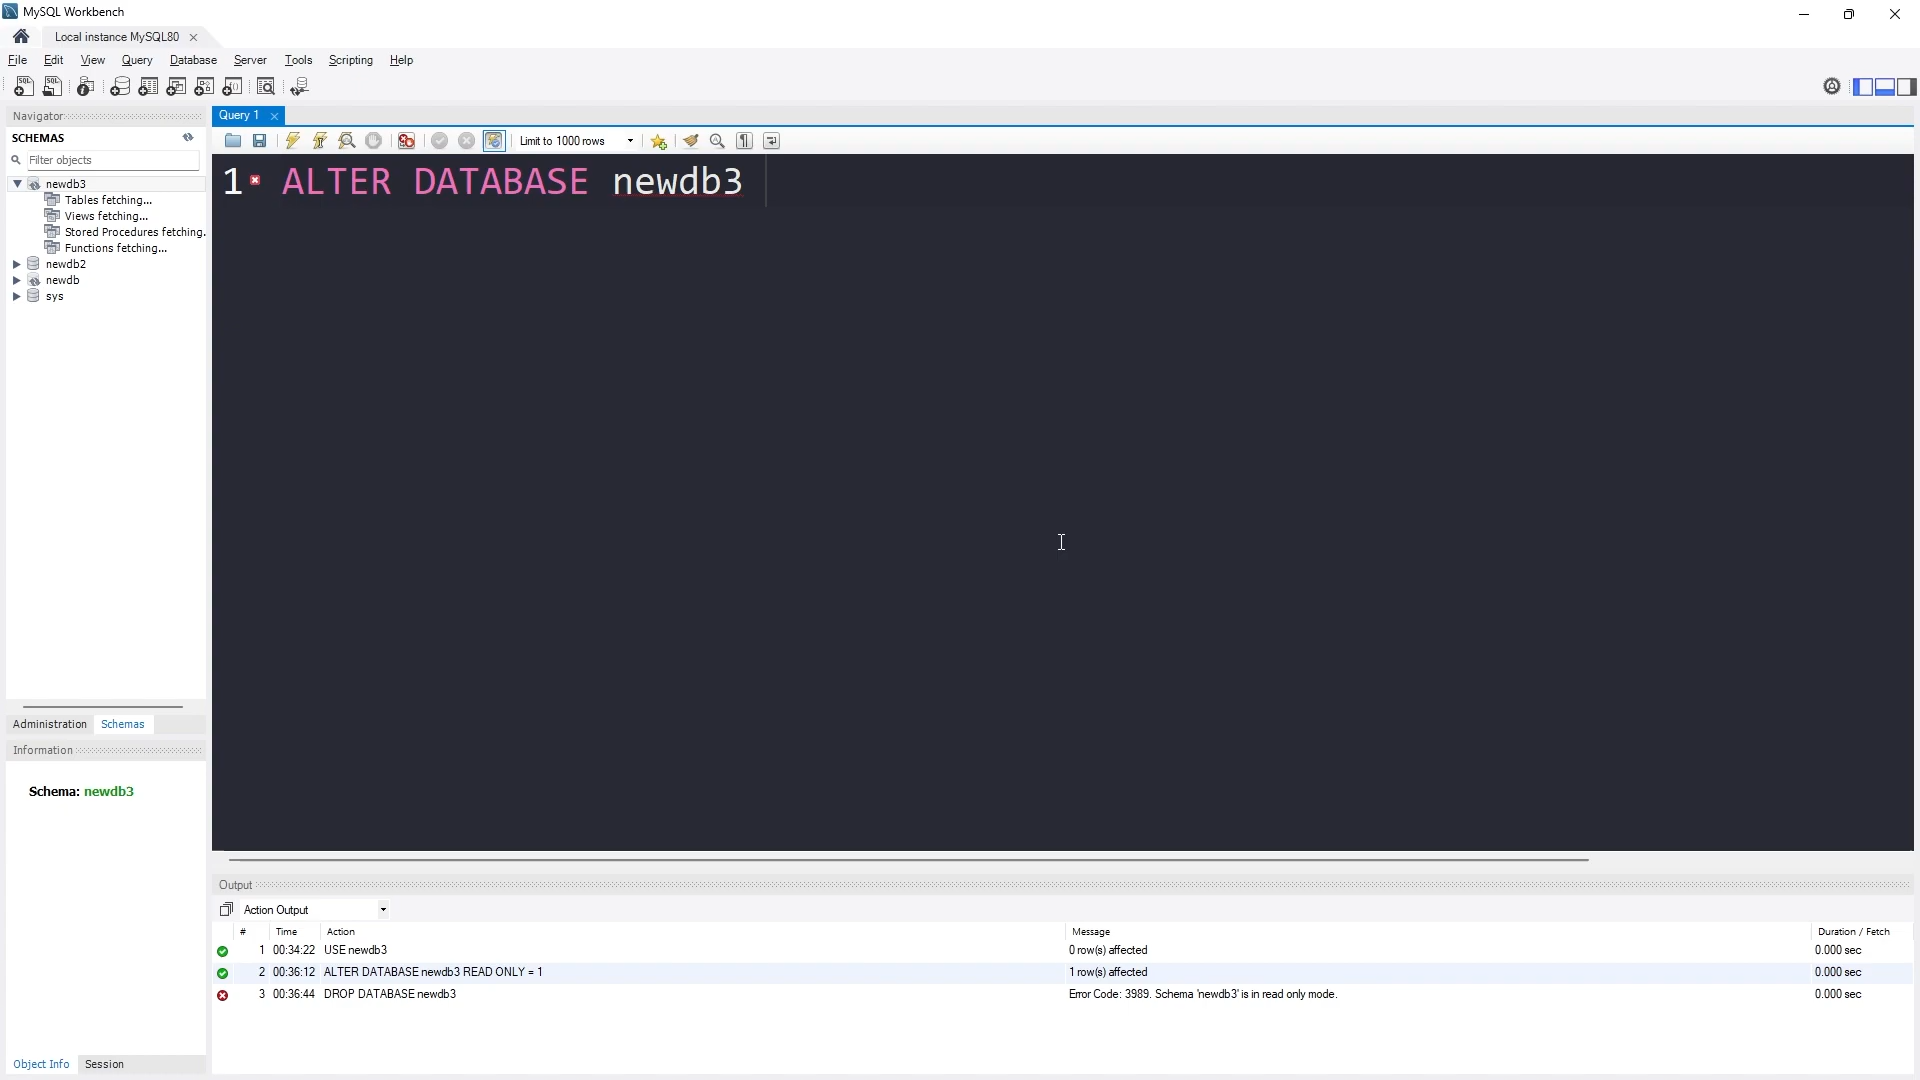 MySQL Workbench
Local instance MySQL80
File Edit View Query Database Server Tools Scripting Help
Navigator
SCHEMAS
Filter objects
newdb3
Tables fetching...
Views fetching...
Stored Procedures fetching.
Functions fetching...
newdb2
newdb
sys
Administration Schemas
Information
Schema: newdb3
Object Info Session
Query 1
Limit to 1000 rows
1 ALTER DATABASE newdb3
Output
Action Output
# Time Action Message Duration / Fetch
1 00:34:22 USE newdb3 0 row(s) affected 0.000 sec
2 00:36:12 ALTER DATABASE newdb3 READ ONLY = 1 1 row(s) affected 0.000 sec
3 00:36:44 DROP DATABASE newdb3 Error Code: 3989. Schema 'newdb3' is in read only mode. 0.000 sec